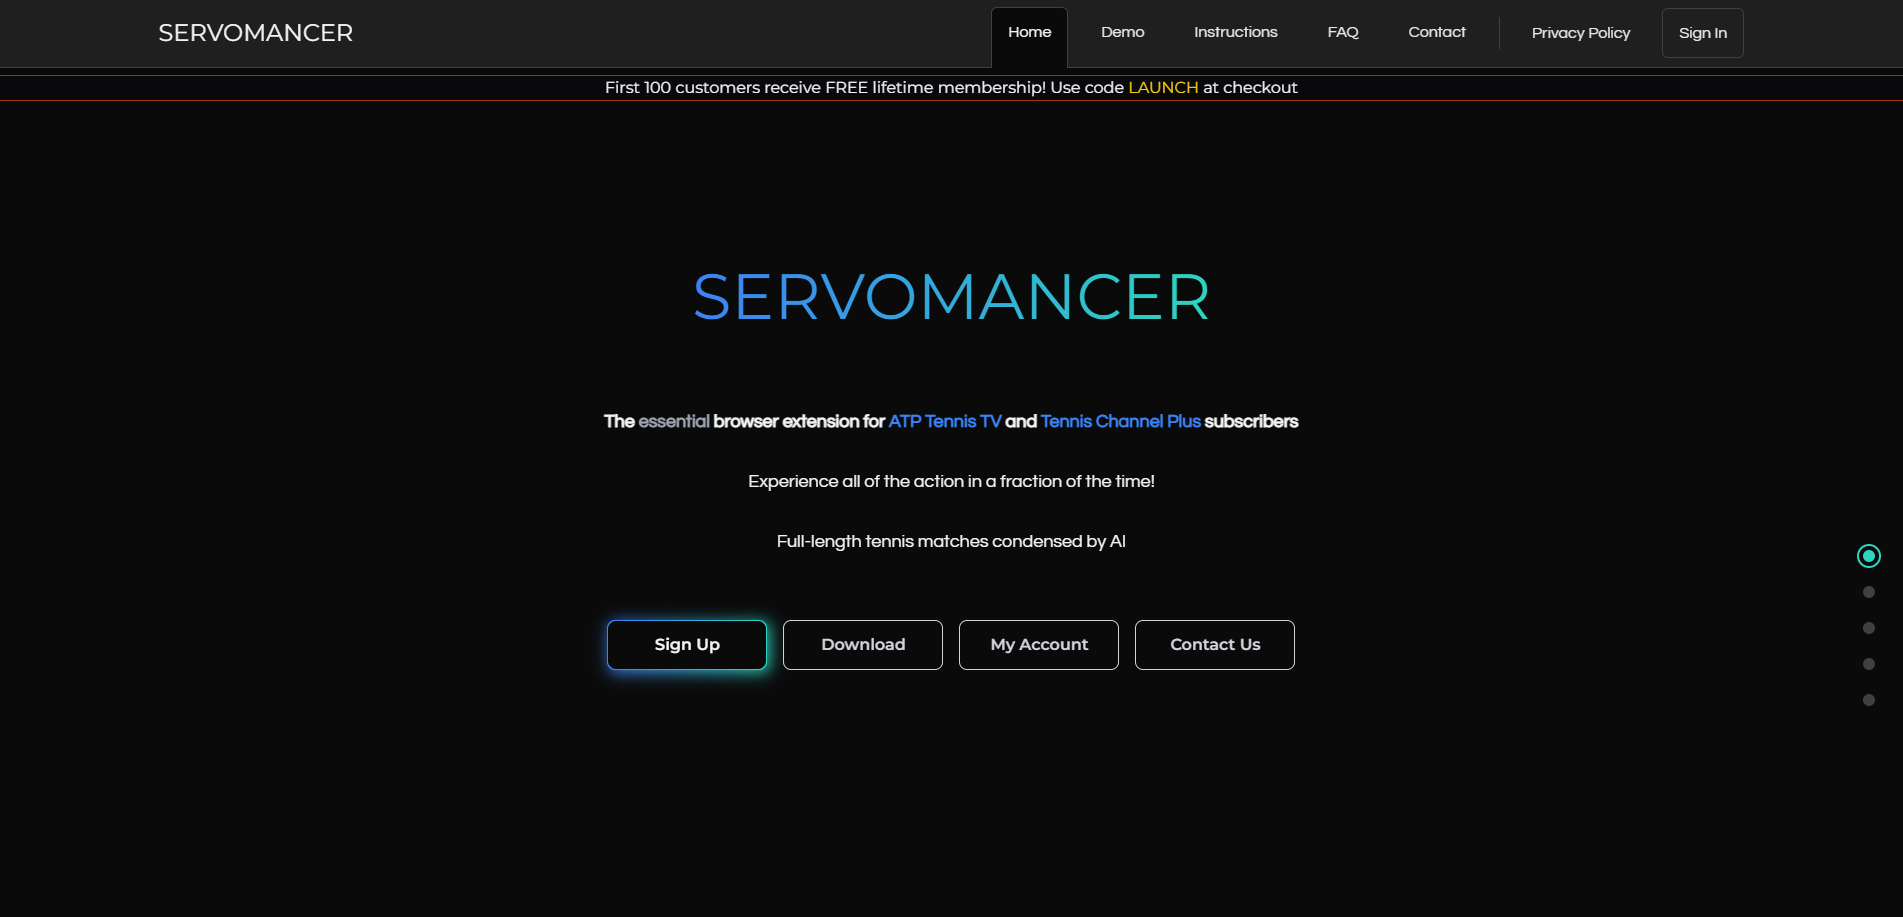 SERVOMANCER
Home
Demo
Instructions
FAQ
Contact
Privacy Policy
Sign In
First 100 customers receive FREE lifetime membership! Use code LAUNCH at checkout
SERVOMANCER
The essential browser extension for ATP Tennis TV and Tennis Channel Plus subscribers
Experience all of the action in a fraction of the time!
Full-length tennis matches condensed by AI
Sign Up
Download
My Account
Contact Us